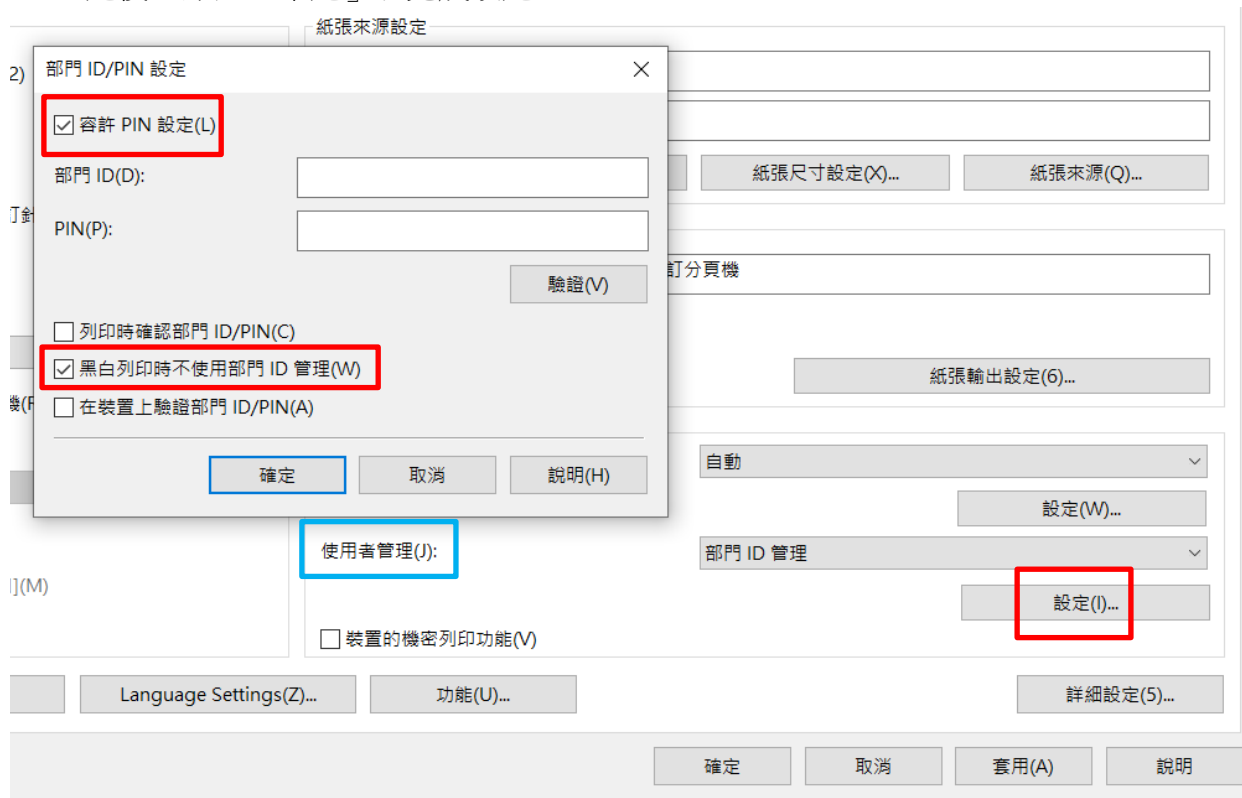 紙張來源設定
2)
部門 ID/PIN 設定
容許 PIN 設定(L)
部門 ID(D):
紙張尺寸設定(X)...
紙張來源(Q)...
訂針
PIN(P):
訂分頁機
驗證(V)
列印時確認部門 ID/PIN(C)
黑白列印時不使用部門 ID 管理(W)
紙張輸出設定(6)...
在裝置上驗證部門 ID/PIN(A)
自動
確定
取消
說明(H)
設定(W)...
使用者管理(J):
部門 ID 管理
](M)
設定(I)...
裝置的機密列印功能(V)
Language Settings(Z)...
功能(U)...
詳細設定(5)...
確定
取消
套用(A)
說明